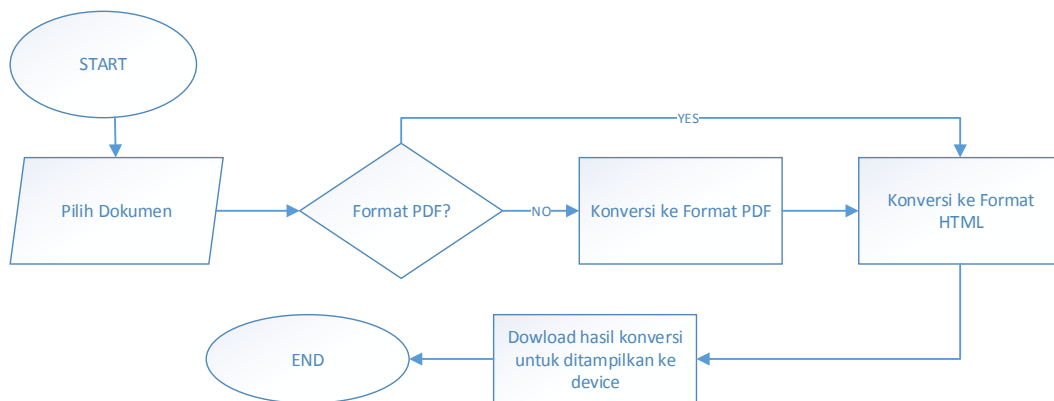 START
YES
Pilih Dokumen
Format PDF?
NO
Konversi ke Format PDF
Konversi ke Format
HTML
END
Dowload hasil konversi
untuk ditampilkan ke
device